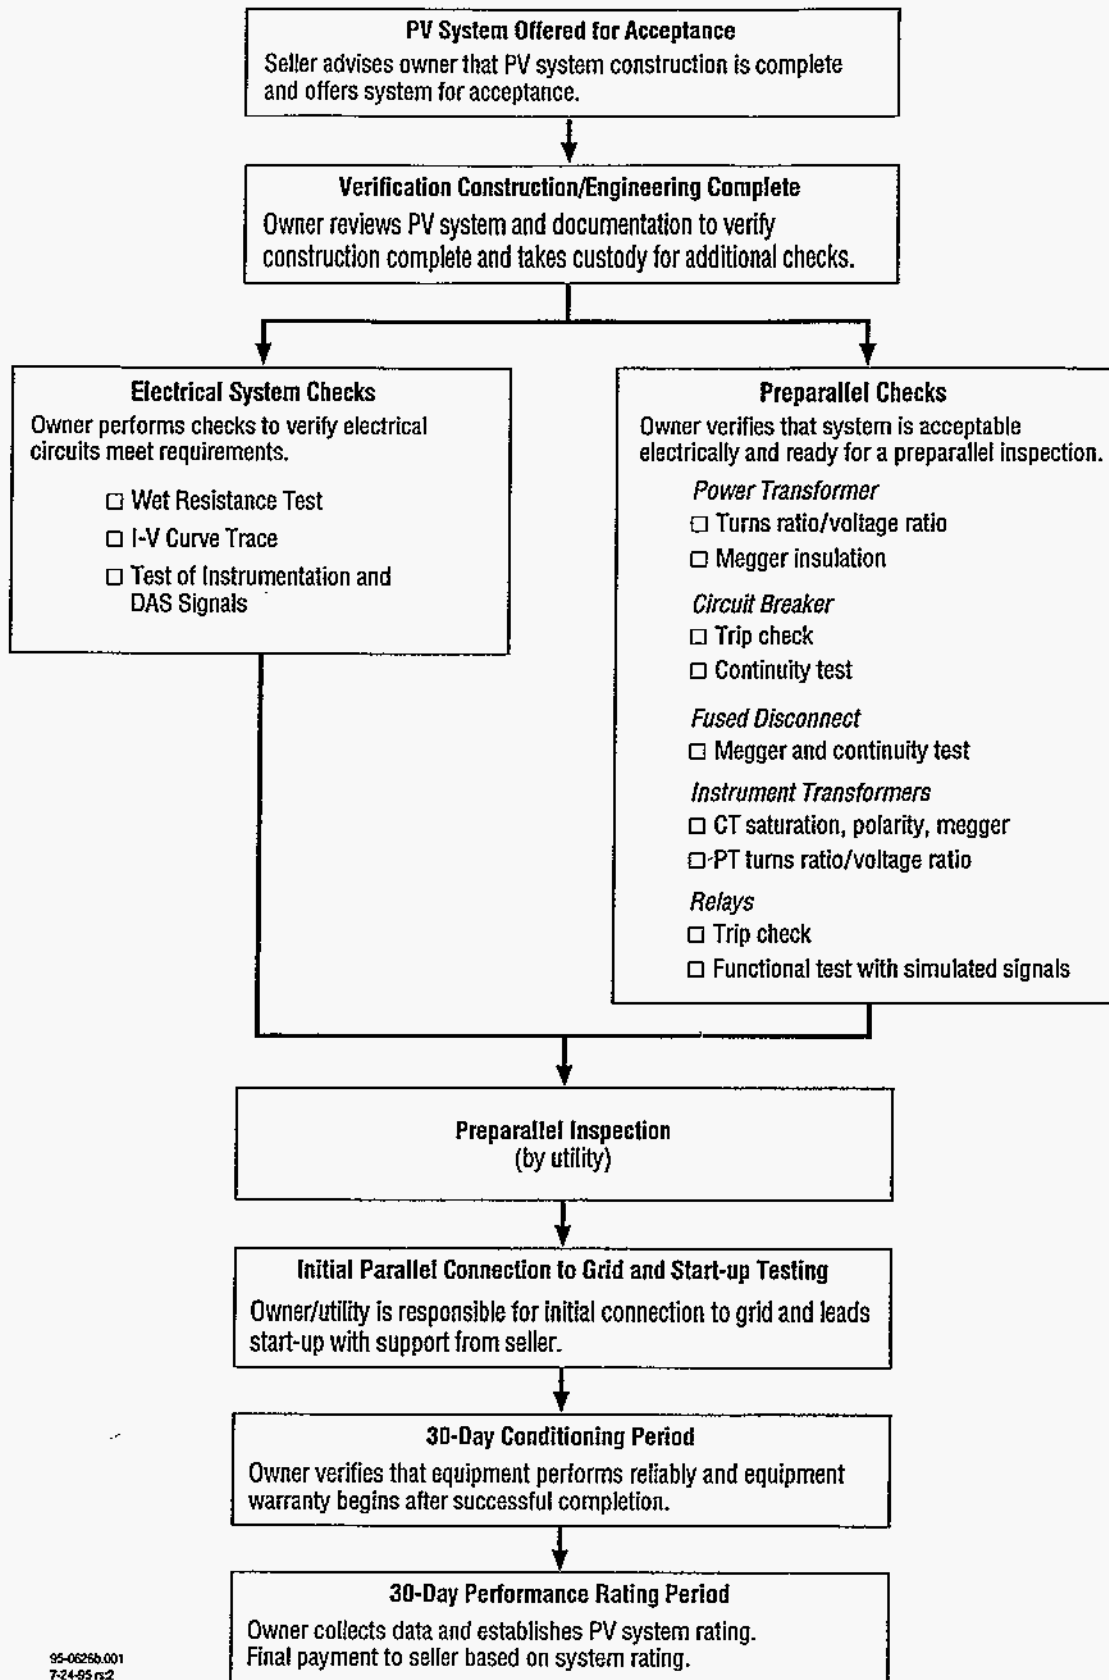 PV System Offered for Acceptance
Seller advises owner that PV system construction is complete
and offers system for acceptance.
Verification Construction/Engineering Complete
Owner reviews PV system and documentation to verify
construction complete and takes custody for additional checks.
Electrical System Checks
Owner performs checks to verify electrical
circuits meet requirements.
☐ Wet Resistance Test
☐ I-V Curve Trace
☐ Test of Instrumentation and
DAS Signals
Preparallel Checks
Owner verifies that system is acceptable
electrically and ready for a preparallel inspection.
Power Transformer
☐ Turns ratio/voltage ratio
☐ Megger insulation
Circuit Breaker
☐ Trip check
☐ Continuity test
Fused Disconnect
☐ Megger and continuity test
Instrument Transformers
☐ CT saturation, polarity, megger
☐ PT turns ratio/voltage ratio
Relays
☐ Trip check
☐ Functional test with simulated signals
Preparallel Inspection
(by utility)
Initial Parallel Connection to Grid and Start-up Testing
Owner/utility is responsible for initial connection to grid and leads
start-up with support from seller.
30-Day Conditioning Period
Owner verifies that equipment performs reliably and equipment
warranty begins after successful completion.
30-Day Performance Rating Period
Owner collects data and establishes PV system rating.
Final payment to seller based on system rating.
95-0626b.001
7-24-95 rs2